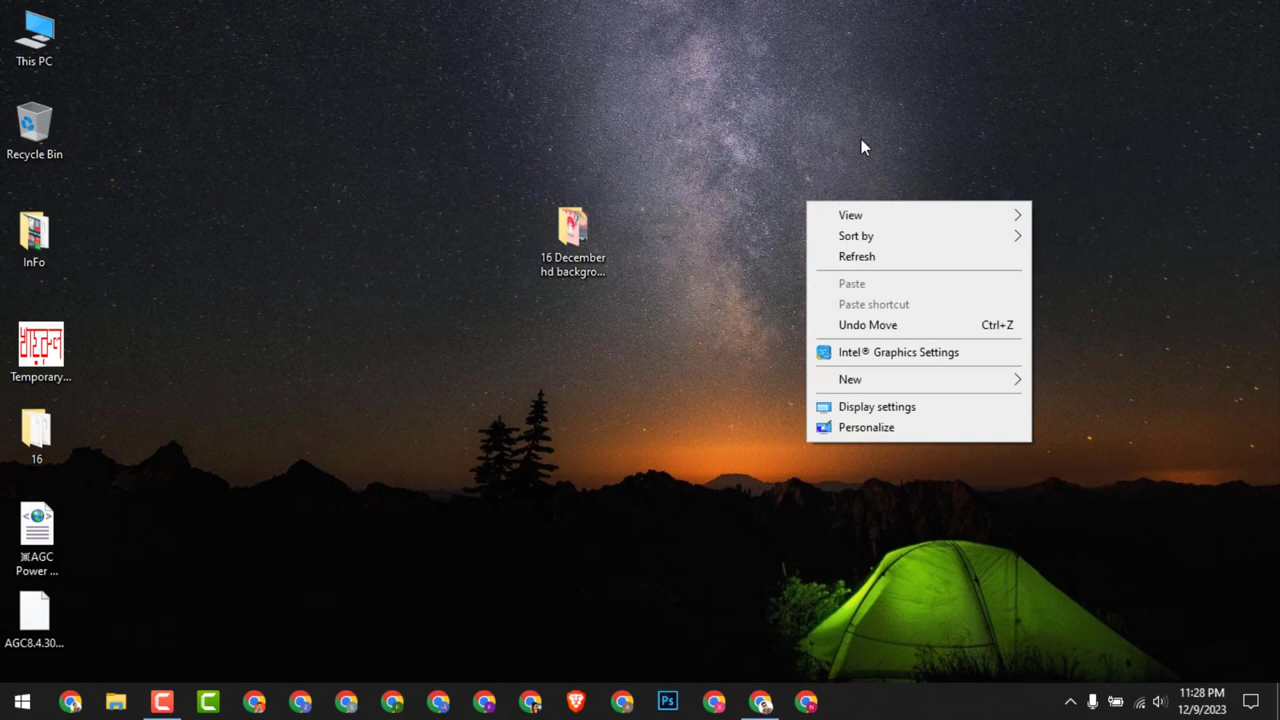 This PC
Recycle Bin
InFo
খায়রুল
Temporary...
16
※AGC
Power ...
AGC8.4.30...
16 December
hd backgro...
View
Sort by
Refresh
Paste
Paste shortcut
Undo Move Ctrl+Z
Intel® Graphics Settings
New
Display settings
Personalize
Ps
11:28 PM
12/9/2023